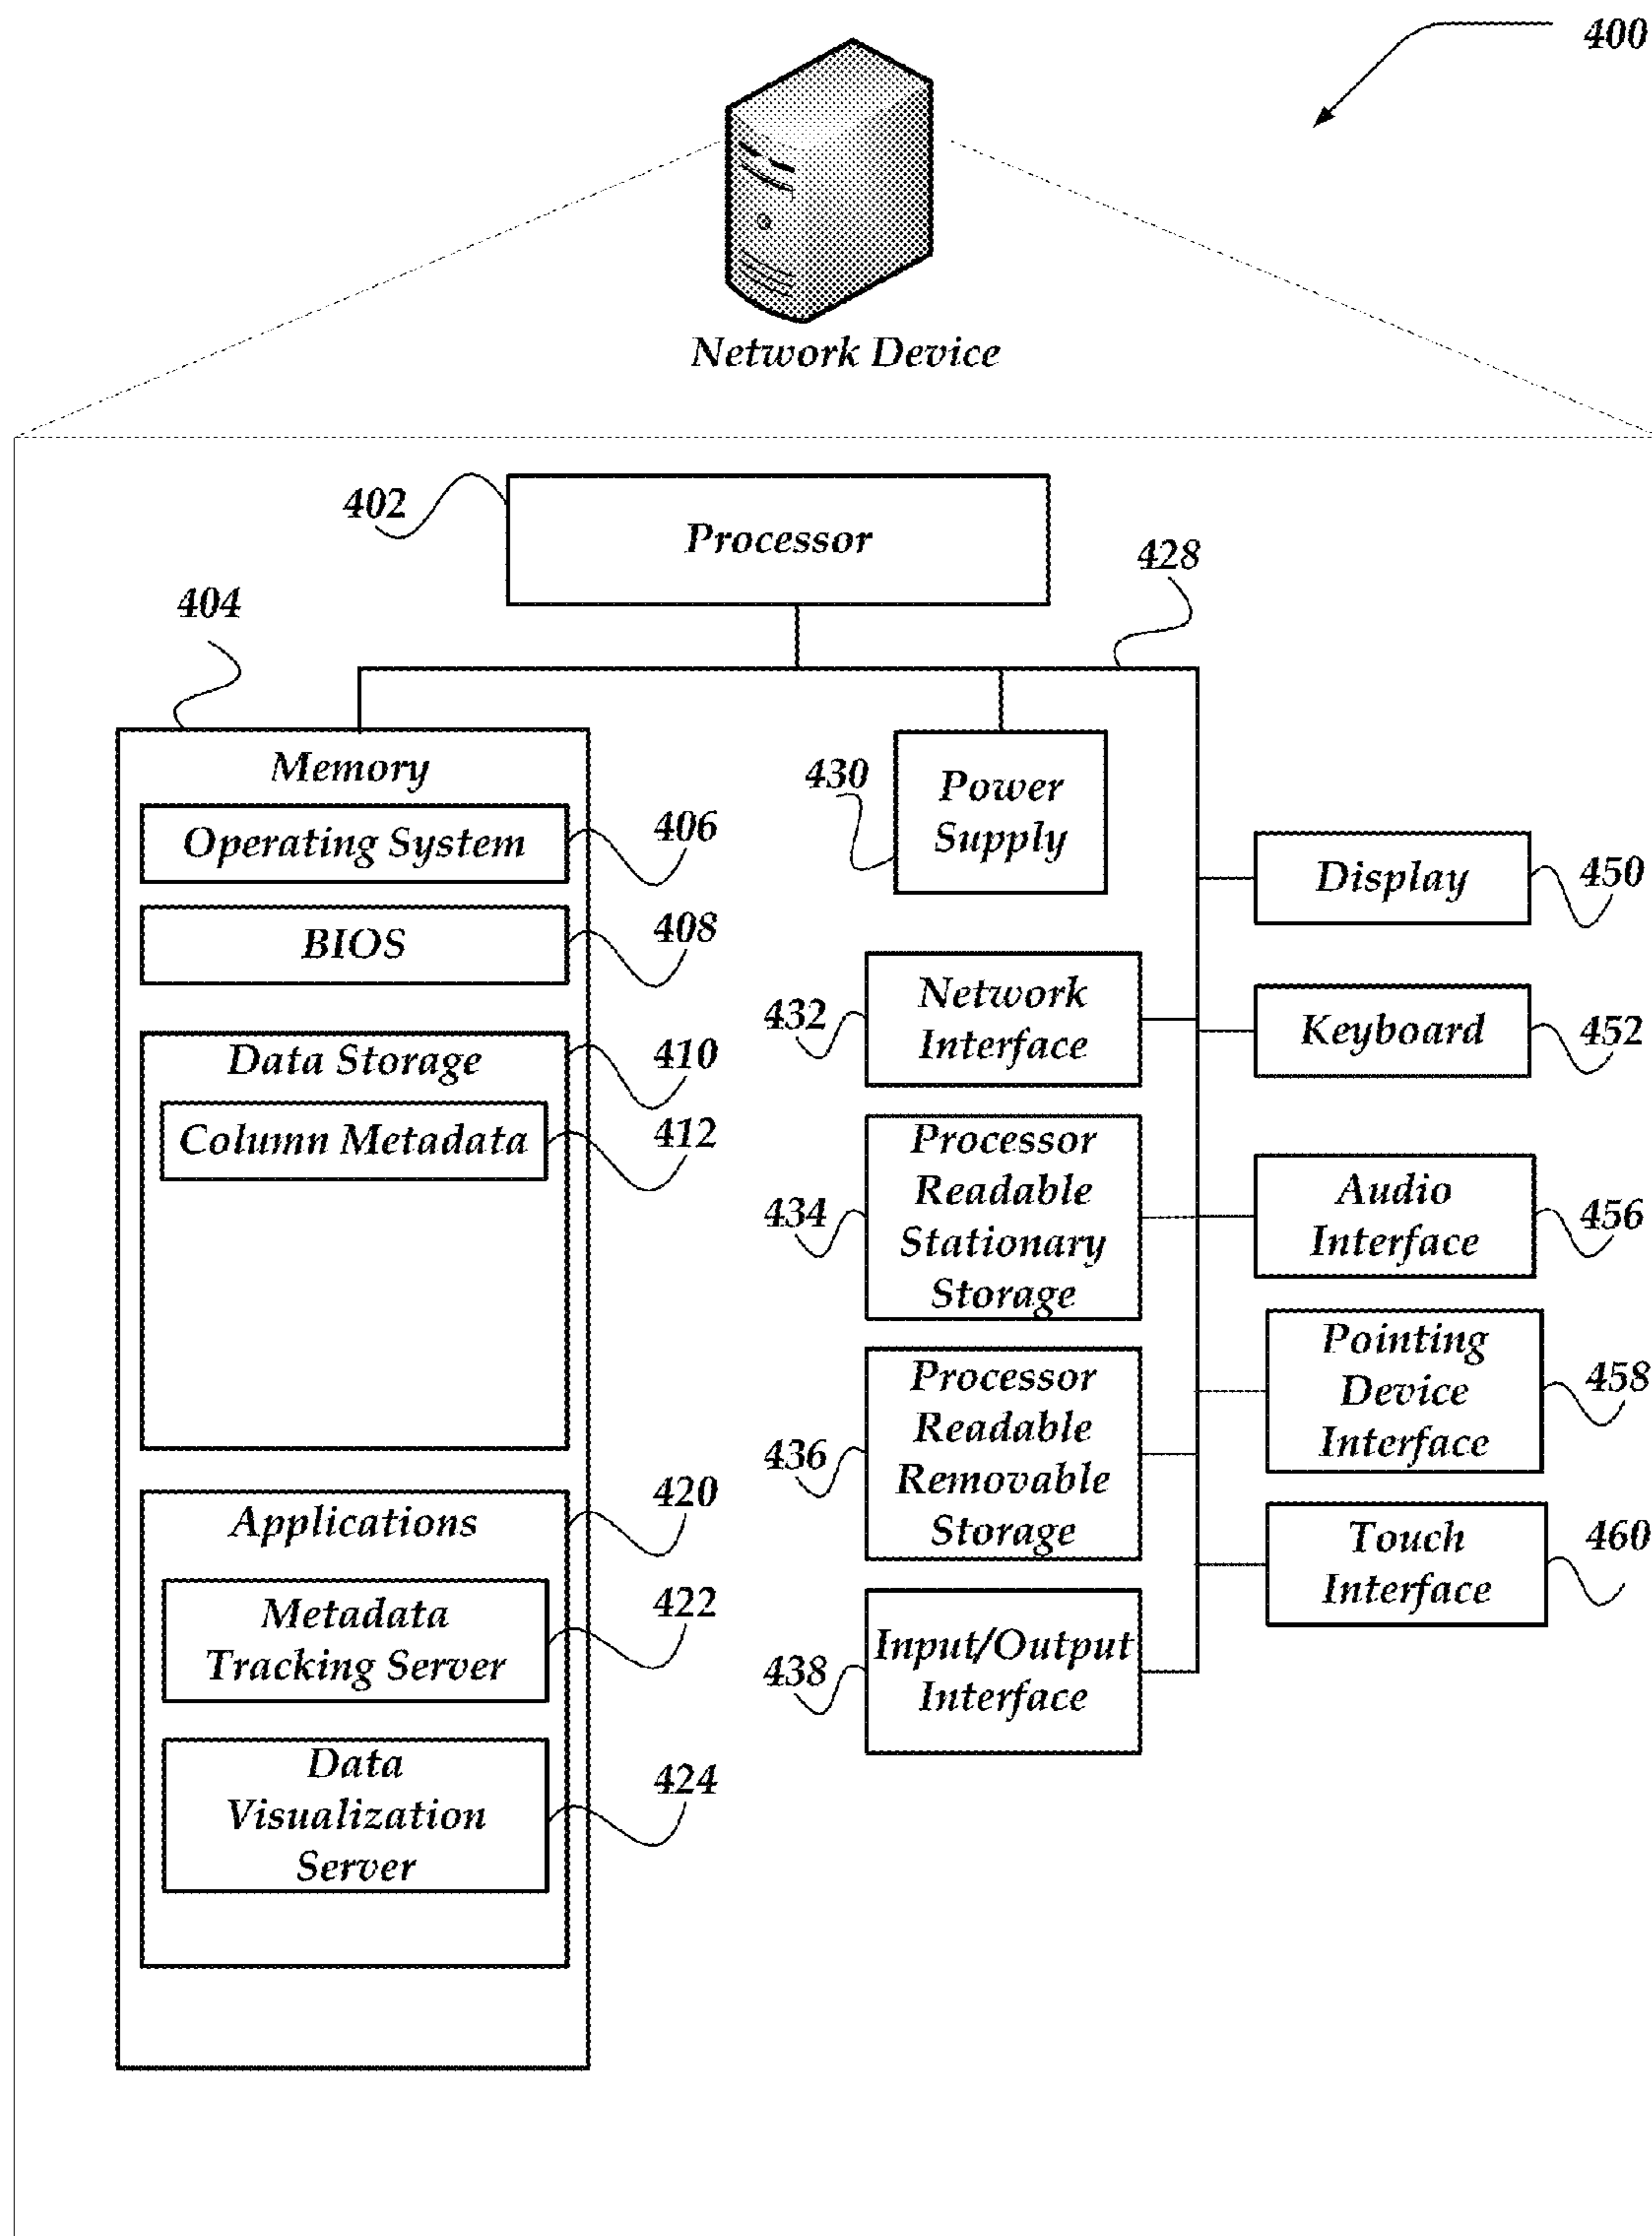 400
Network Device
402
Processor
428
404
Memory
Operating System
406
BIOS
408
Data Storage
410
Column Metadata
412
Applications
420
Metadata
Tracking Server
422
Data
Visualization
Server
424
430
Power
Supply
432
Network
Interface
434
Processor
Readable
Stationary
Storage
436
Processor
Readable
Removable
Storage
438
Input/Output
Interface
Display
450
Keyboard
452
Audio
Interface
456
Pointing
Device
Interface
458
Touch
Interface
460